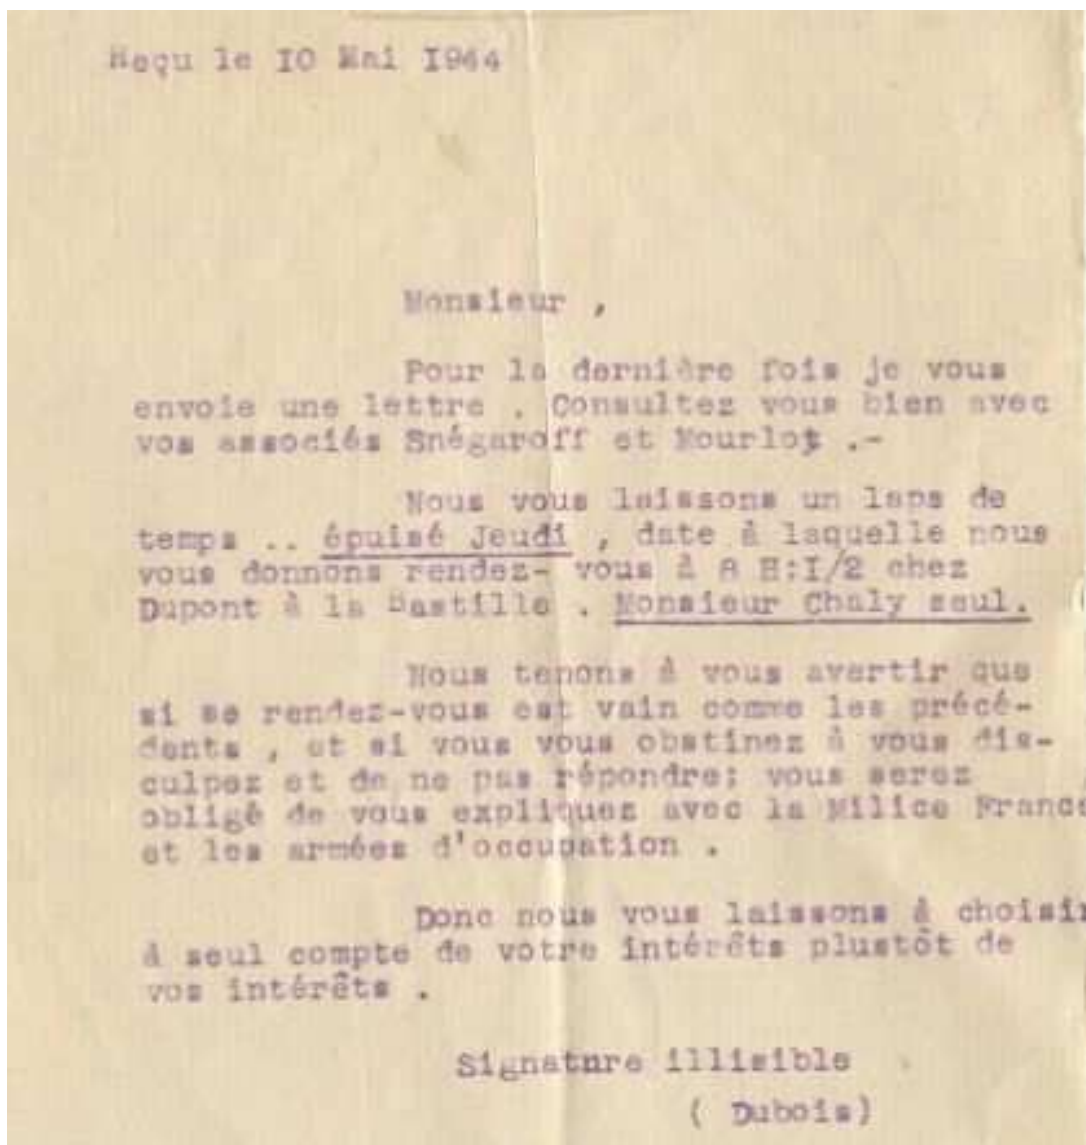 Reçu le IO Mai I944
Monsieur ,
Pour la dernière fois je vous
envoie une lettre . Consultez vous bien avec
vos associés Snégaroff et Mourlot .-
Nous vous laissons un laps de
temps .. épuisé Jeudi , date à laquelle nous
vous donnons rendez- vous à 8 H:I/2 chez
Dupont à la Bastille . Monsieur Chaly seul.
Nous tenons à vous avertir que
si se rendez-vous est vain comme les précé-
dents , et si vous vous obstinez à vous dis-
culpez et de ne pas répondre; vous serez
obligé de vous expliquez avec la Milice Franc
et les armées d'occupation .
Donc nous vous laissons à choisir
à seul compte de votre intérêts plustôt de
vos intérêts .
Signature illisible
( Dubois)